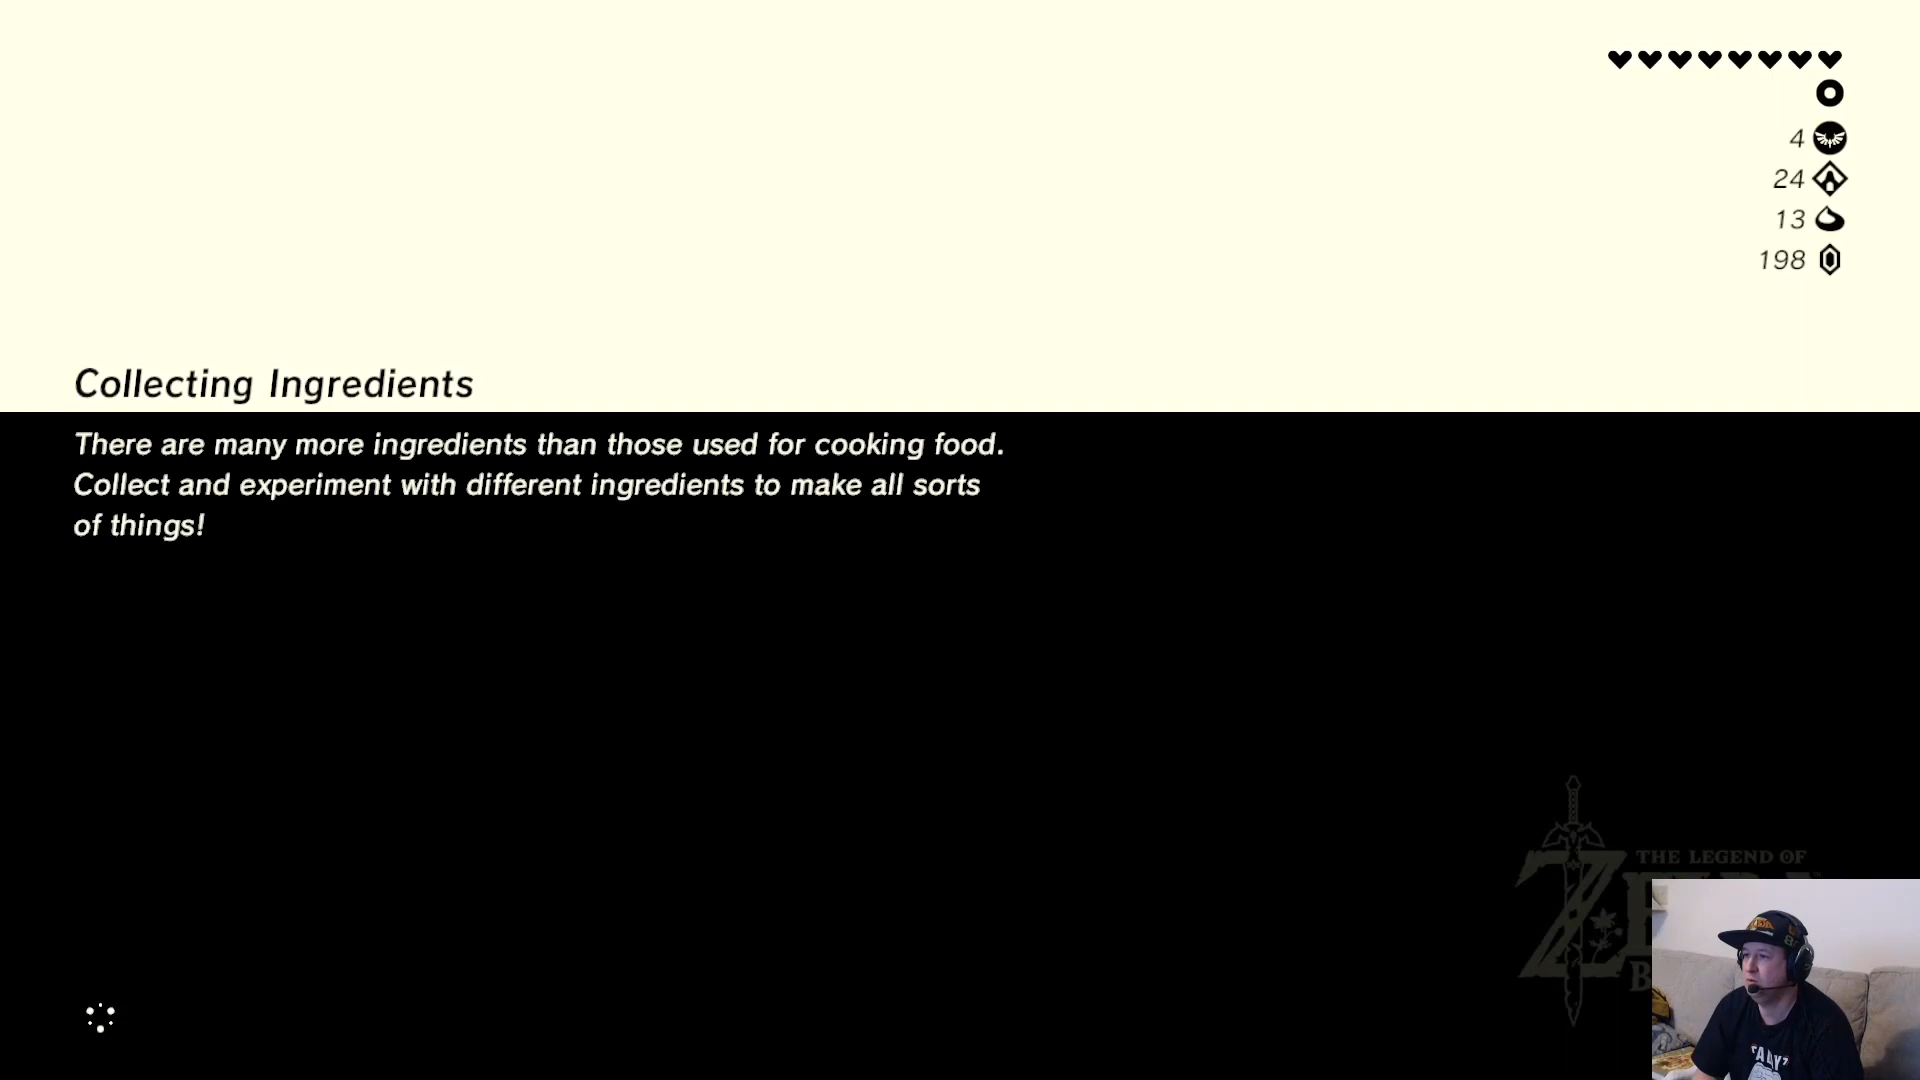 4
24
13
198
Collecting Ingredients
There are many more ingredients than those used for cooking food.
Collect and experiment with different ingredients to make all sorts
of things!
THE LEGEND OF